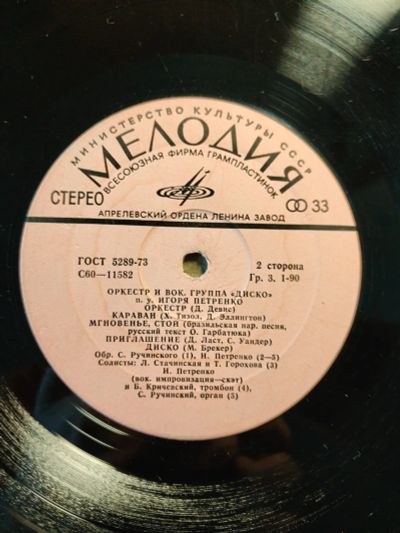 МИНИСТЕРСТВО КУЛЬТУРЫ СССР
МЕЛОДИЯ
ВСЕСОЮЗНАЯ ФИРМА ГРАМПЛАСТИНОК
СТЕРЕО
33
АПРЕЛЕВСКИЙ ОРДЕНА ЛЕНИНА ЗАВОД
ГОСТ 5289-73
2 сторона
С60—11582
Гр. 3. 1-90
ОРКЕСТР И ВОК. ГРУППА «ДИСКО»
п. у. ИГОРЯ ПЕТРЕНКО
ОРКЕСТР (Д. Девис)
КАРАВАН (Х. Тизол, Д. Эллингтон)
МГНОВЕНЬЕ, СТОЙ (бразильская нар. песня,
русский текст О. Гарбатюка)
ПРИГЛАШЕНИЕ (Д. Ласт, С. Уандер)
ДИСКО (М. Брекер)
Обр. С. Ручинского (1), И. Петренко (2—5)
Солисты: Л. Стачинская и Т. Горохова (3)
И. Петренко
(вок. импровизация—скэт)
и Б. Кричевский, тромбон (4),
С. Ручинский, орган (5)